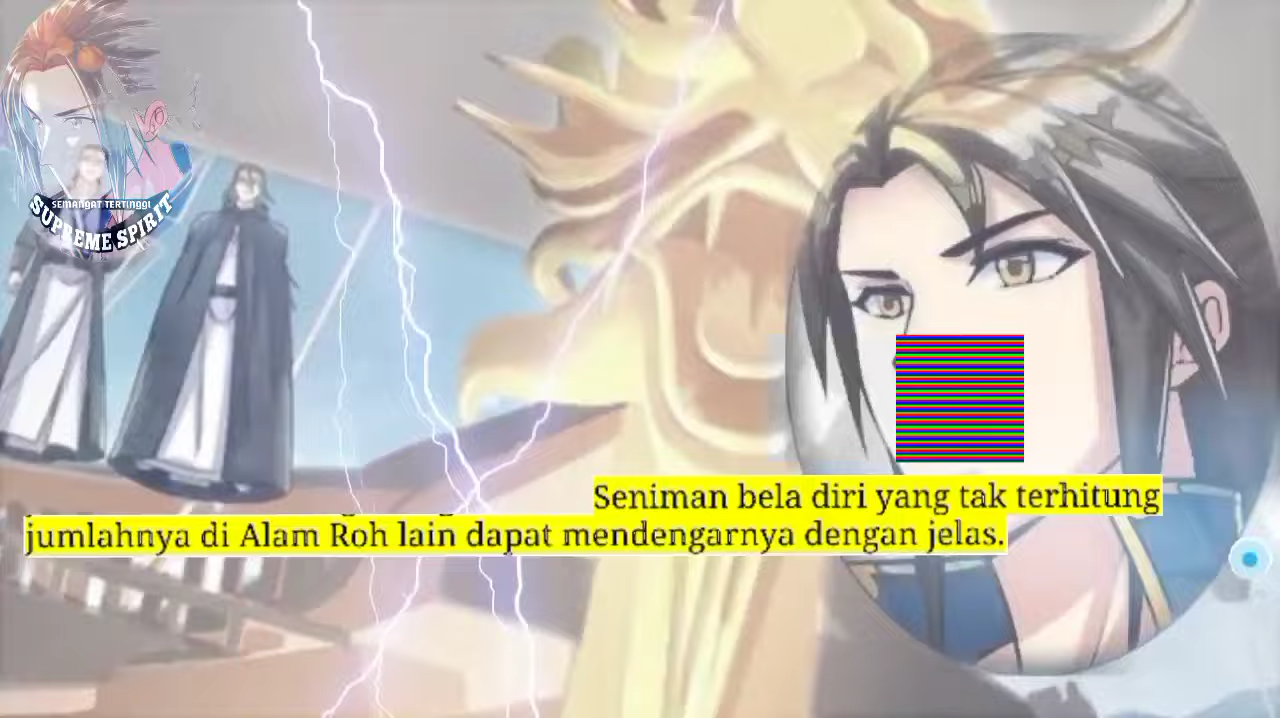 SEMANGAT TERTINGGI
SUPREME SPIRIT
Seniman bela diri yang tak terhitung
jumlahnya di Alam Roh lain dapat mendengarnya dengan jelas.